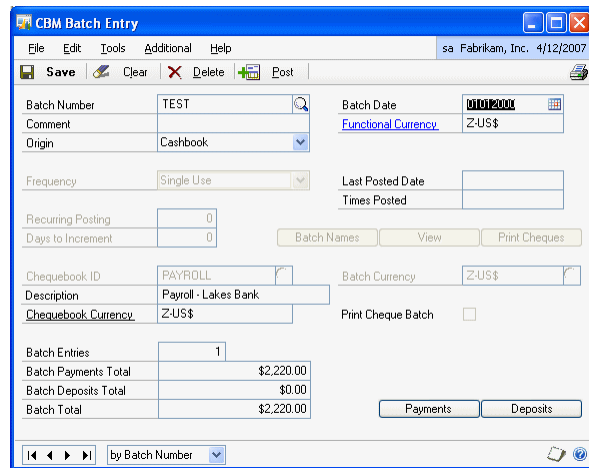 CBM Batch Entry
File Edit Tools Additional Help sa Fabrikam, Inc. 4/12/2007
Save Clear Delete Post
Batch Number TEST Batch Date 01012000
Comment Functional Currency Z-US$
Origin Cashbook
Frequency Single Use Last Posted Date
Times Posted
Recurring Posting 0
Days to Increment 0 Batch Names View Print Cheques
Chequebook ID PAYROLL Batch Currency Z-US$
Description Payroll - Lakes Bank
Chequebook Currency Z-US$ Print Cheque Batch
Batch Entries 1
Batch Payments Total $2,220.00
Batch Deposits Total $0.00
Batch Total $2,220.00 Payments Deposits
by Batch Number